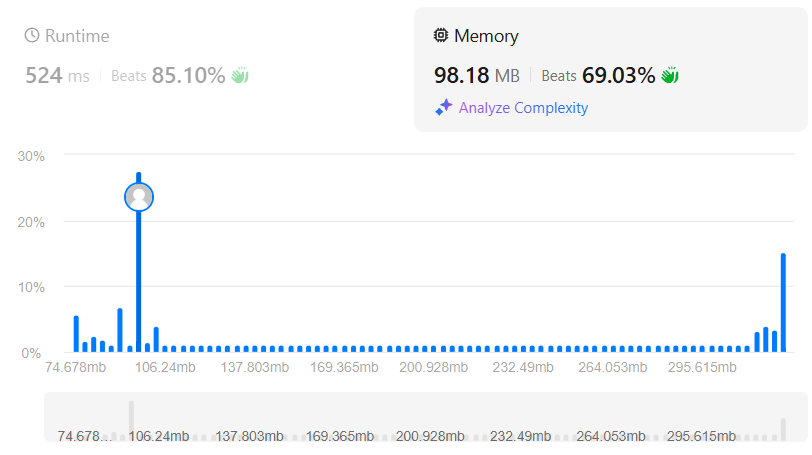 Runtime
524 ms Beats 85.10%
Memory
98.18 MB Beats 69.03%
Analyze Complexity
30%
20%
10%
0%
74.678mb 106.24mb 137.803mb 169.365mb 200.928mb 232.49mb 264.053mb 295.615mb
74.678... 106.24mb 137.803mb 169.365mb 200.928mb 232.49mb 264.053mb 295.615mb